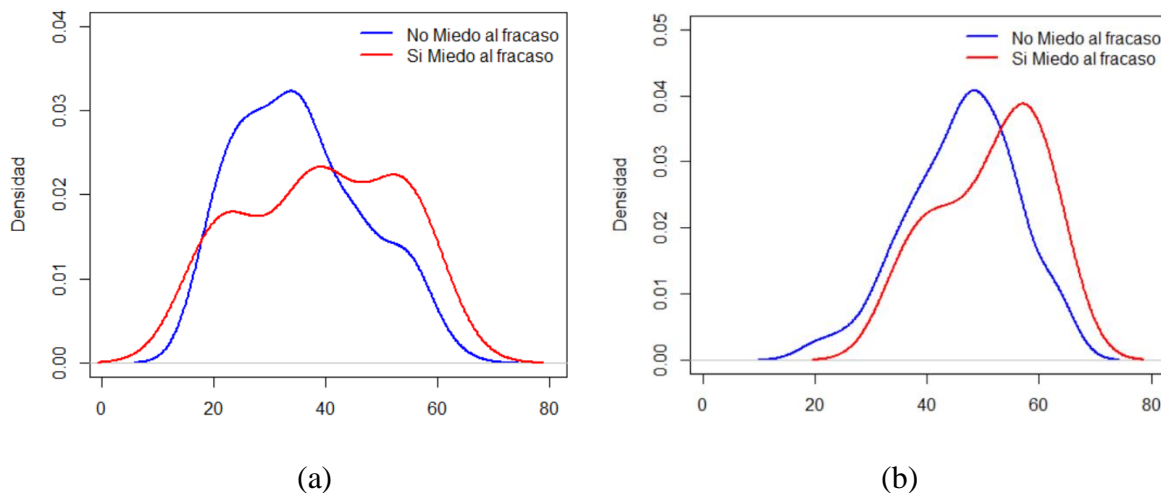 No Miedo al fracaso
Si Miedo al fracaso
Densidad
0.00
0.01
0.02
0.03
0.04
0
20
40
60
80
(a)
No Miedo al fracaso
Si Miedo al fracaso
Densidad
0.00
0.01
0.02
0.03
0.04
0.05
0
20
40
60
80
(b)